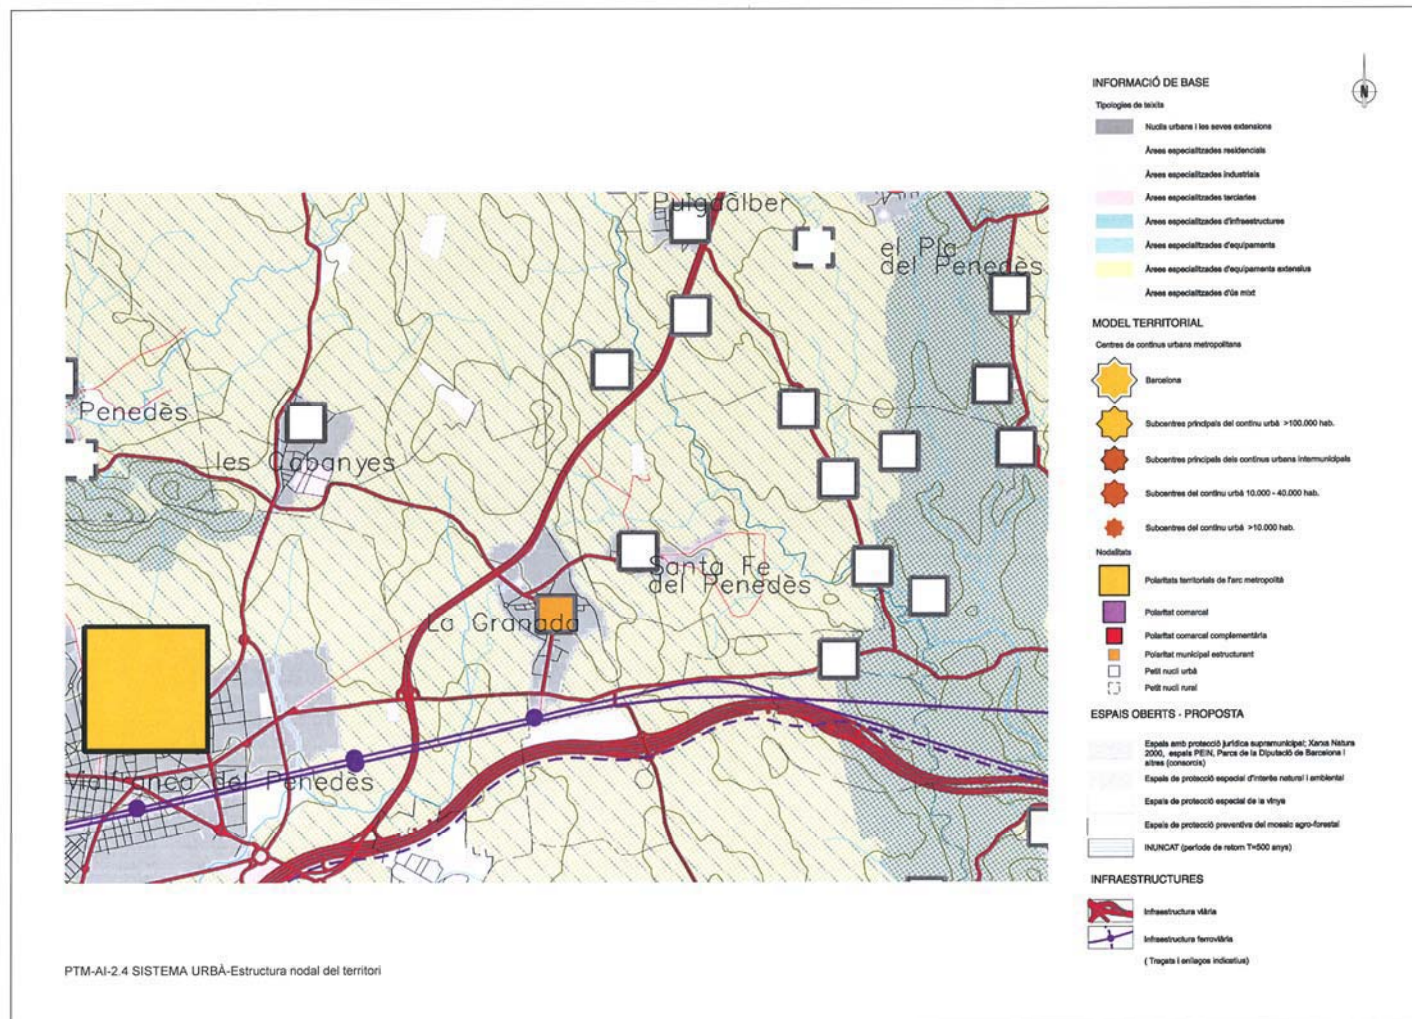 INFORMACIÓ DE BASE
N
Tipologies de teixits
Nuclis urbans i les seves extensions
Àrees especialitzades residencials
Àrees especialitzades industrials
Àrees especialitzades terciaries
Àrees especialitzades d'infraestructures
Àrees especialitzades d'equipaments
Àrees especialitzades d'equipaments extensius
Àrees especialitzades d'ús mixt
MODEL TERRITORIAL
Centres de continus urbans metropolitans
Barcelona
Subcentres principals del continu urbà >100.000 hab.
Subcentres principals dels continus urbans intermunicipals
Subcentres del continu urbà 10.000 - 40.000 hab.
Subcentres del continu urbà >10.000 hab.
Nodalitats
Polaritats territorials de l'arc metropolità
Polaritat comarcal
Polaritat comarcal complementària
Polaritat municipal estructurant
Petit nucli urbà
Petit nucli rural
ESPAIS OBERTS - PROPOSTA
Espais amb protecció jurídica supramunicipal; Xarxa Natura
2000, espais PEIN, Parcs de la Diputació de Barcelona i
altres (consorcis)
Espais de protecció especial d'interès natural i ambiental
Espais de protecció especial de la vinya
Espais de protecció preventiva del mosaic agro-forestal
INUNCAT (període de retorn T=500 anys)
INFRAESTRUCTURES
Infraestructura viària
Infraestructura ferroviària
( Traçats i enllaços indicatius)
Puigdàlber
el Pla
del Penedès
Penedès
les Cabanyes
Santa Fe
del Penedès
La Granada
Vilafranca del Penedès
PTM-AI-2.4 SISTEMA URBÀ-Estructura nodal del territori